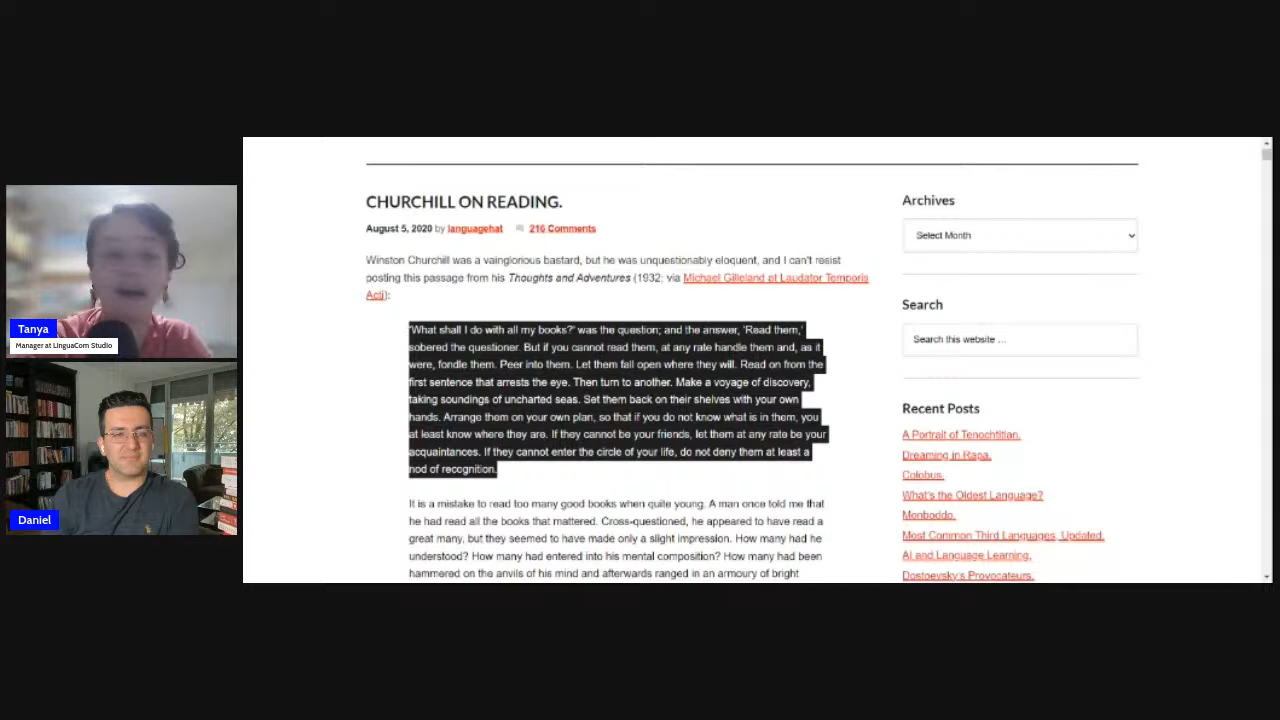 Tanya
Manager at LinguaCom Studio
Daniel
CHURCHILL ON READING.
August 5, 2020 by languagehat 216 Comments
Winston Churchill was a vainglorious bastard, but he was unquestionably eloquent, and I can't resist
posting this passage from his Thoughts and Adventures (1932; via Michael Gilleland at Laudator Temporis
Acti):
'What shall I do with all my books?' was the question; and the answer, 'Read them,'
sobered the questioner. But if you cannot read them, at any rate handle them and, as it
were, fondle them. Peer into them. Let them fall open where they will. Read on from the
first sentence that arrests the eye. Then turn to another. Make a voyage of discovery,
taking soundings of uncharted seas. Set them back on their shelves with your own
hands. Arrange them on your own plan, so that if you do not know what is in them, you
at least know where they are. If they cannot be your friends, let them at any rate be your
acquaintances. If they cannot enter the circle of your life, do not deny them at least a
nod of recognition.
It is a mistake to read too many good books when quite young. A man once told me that
he had read all the books that mattered. Cross-questioned, he appeared to have read a
great many, but they seemed to have made only a slight impression. How many had he
understood? How many had entered into his mental composition? How many had been
hammered on the anvils of his mind and afterwards ranged in an armoury of bright
Archives
Select Month
Search
Search this website …
Recent Posts
A Portrait of Tenochtitlan.
Dreaming in Rapa.
Colobus.
What's the Oldest Language?
Monboddo.
Most Common Third Languages, Updated.
AI and Language Learning.
Dostoevsky's Provocateurs.